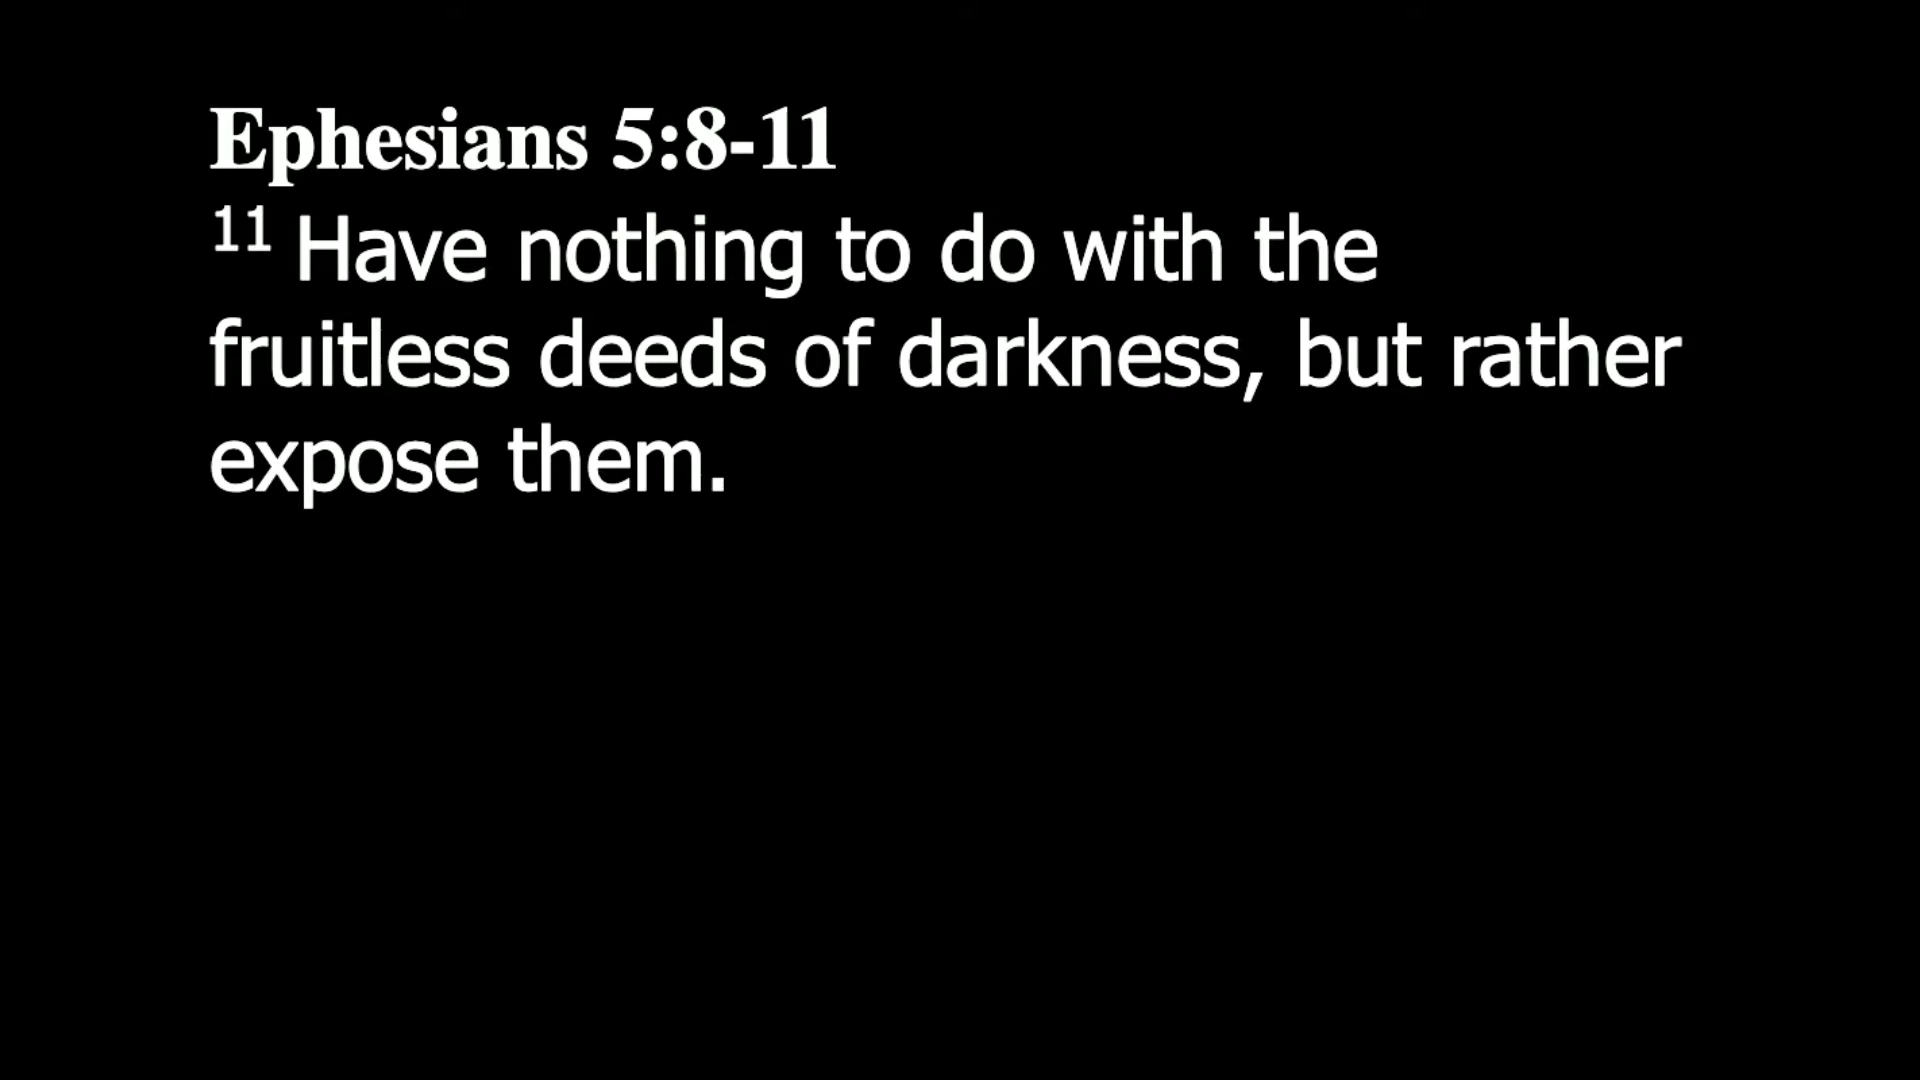 Ephesians 5:8-11
11 Have nothing to do with the
fruitless deeds of darkness, but rather
expose them.